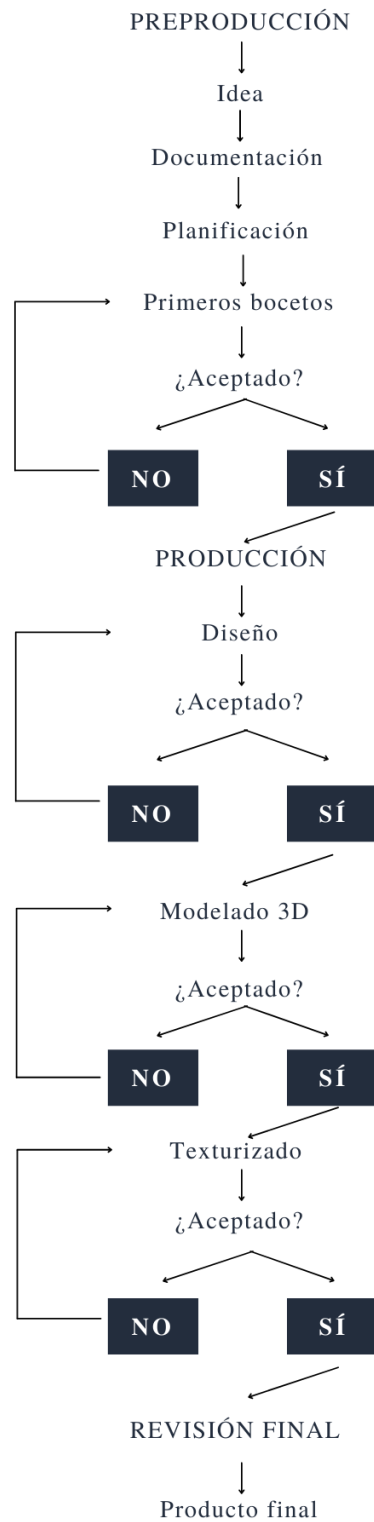 PREPRODUCCIÓN
Idea
Documentación
Planificación
Primeros bocetos
¿Aceptado?
NO SÍ
PRODUCCIÓN
Diseño
¿Aceptado?
NO SÍ
Modelado 3D
¿Aceptado?
NO SÍ
Texturizado
¿Aceptado?
NO SÍ
REVISIÓN FINAL
Producto final